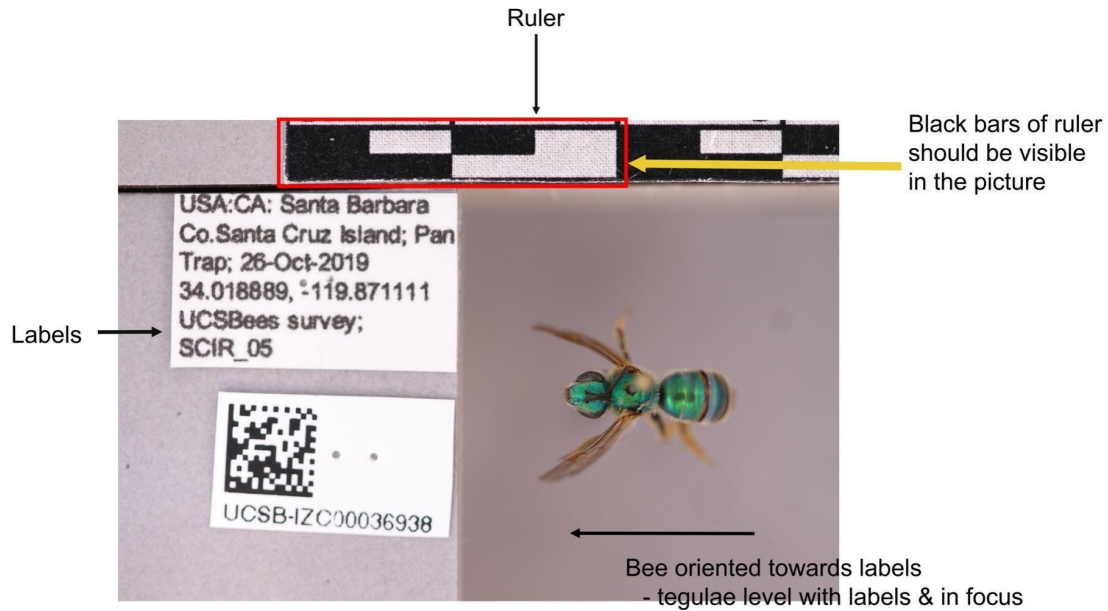 Ruler
Black bars of ruler
should be visible
in the picture
USA:CA: Santa Barbara
Co.Santa Cruz Island; Pan
Trap; 26-Oct-2019
34.018889, -119.871111
UCSBees survey;
SCIR_05
Labels
UCSB-IZC00036938
Bee oriented towards labels
- tegulae level with labels & in focus